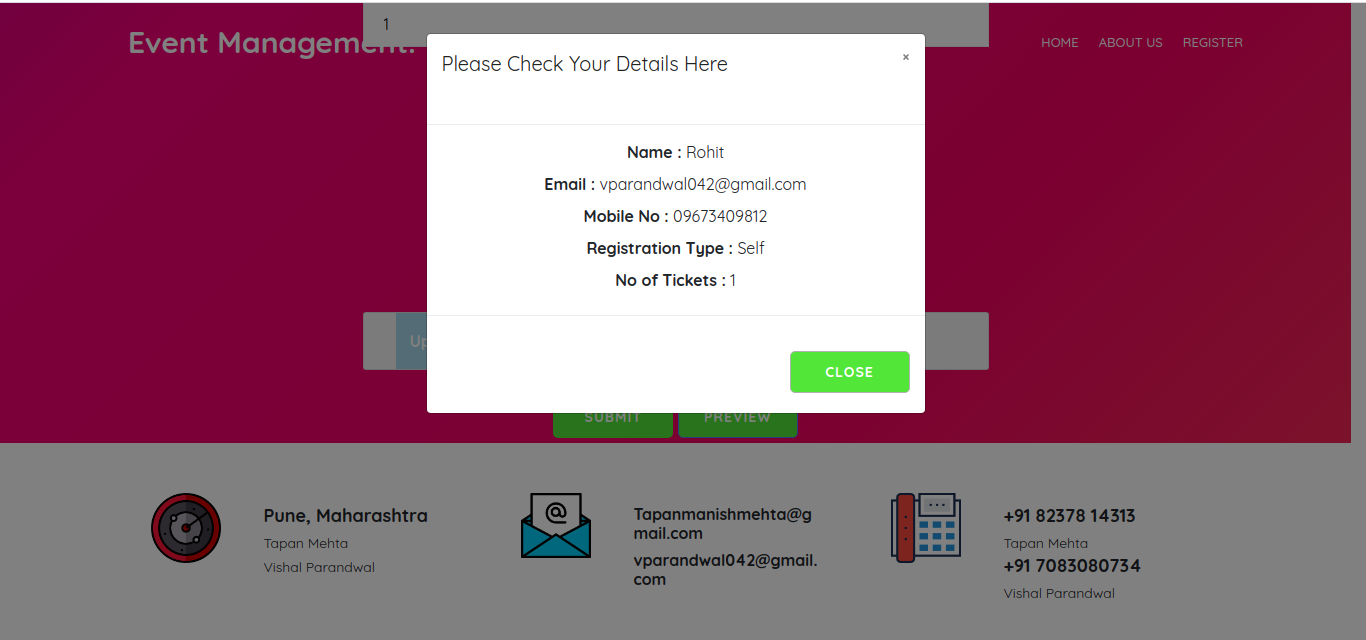 1
Event Management.
HOME ABOUT US REGISTER
Please Check Your Details Here
×
Name : Rohit
Email : vparandwal042@gmail.com
Mobile No : 09673409812
Registration Type : Self
No of Tickets : 1
Up
CLOSE
SUBMIT PREVIEW
Pune, Maharashtra
Tapan Mehta
Vishal Parandwal
Tapanmanishmehta@g
mail.com
vparandwal042@gmail.
com
+91 82378 14313
Tapan Mehta
+91 7083080734
Vishal Parandwal